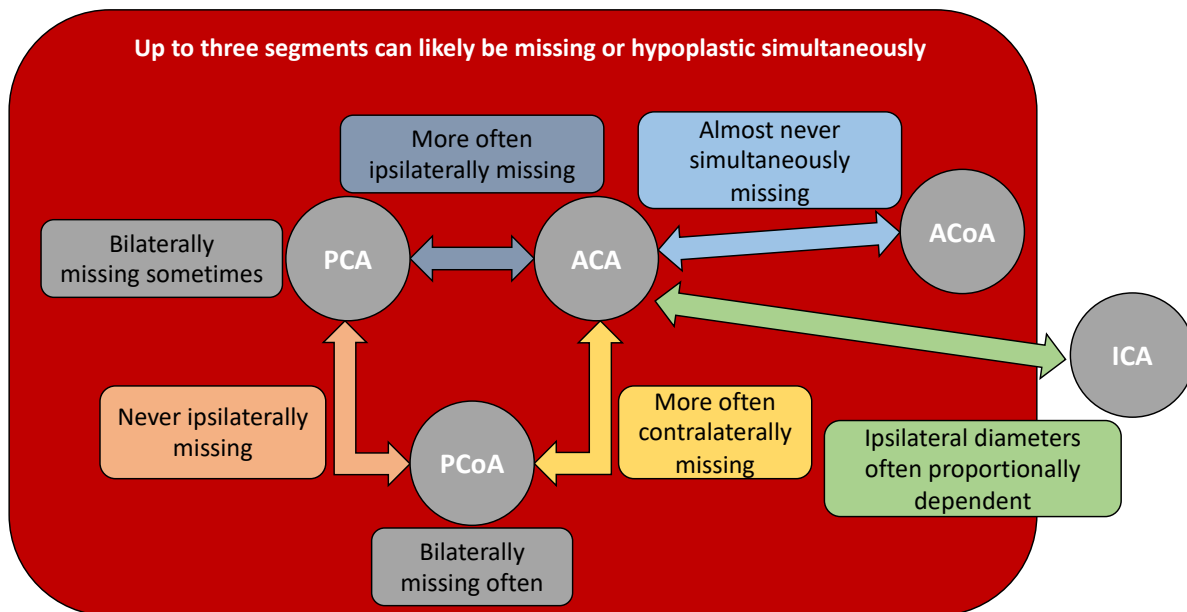 Up to three segments can likely be missing or hypoplastic simultaneously
More often
ipsilaterally missing
Almost never
simultaneously
missing
Bilaterally
missing sometimes
PCA
ACA
ACoA
ICA
Never ipsilaterally
missing
PCoA
More often
contralaterally
missing
Ipsilateral diameters
often proportionally
dependent
Bilaterally
missing often